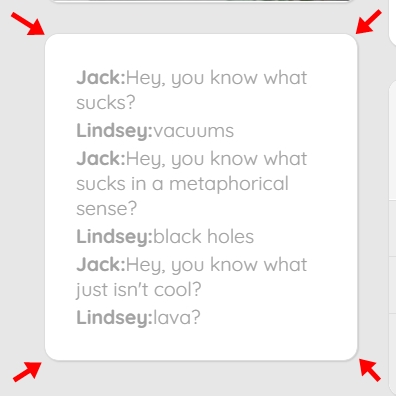 Jack:Hey, you know what
sucks?
Lindsey:vacuums
Jack:Hey, you know what
sucks in a metaphorical
sense?
Lindsey:black holes
Jack:Hey, you know what
just isn't cool?
Lindsey:lava?